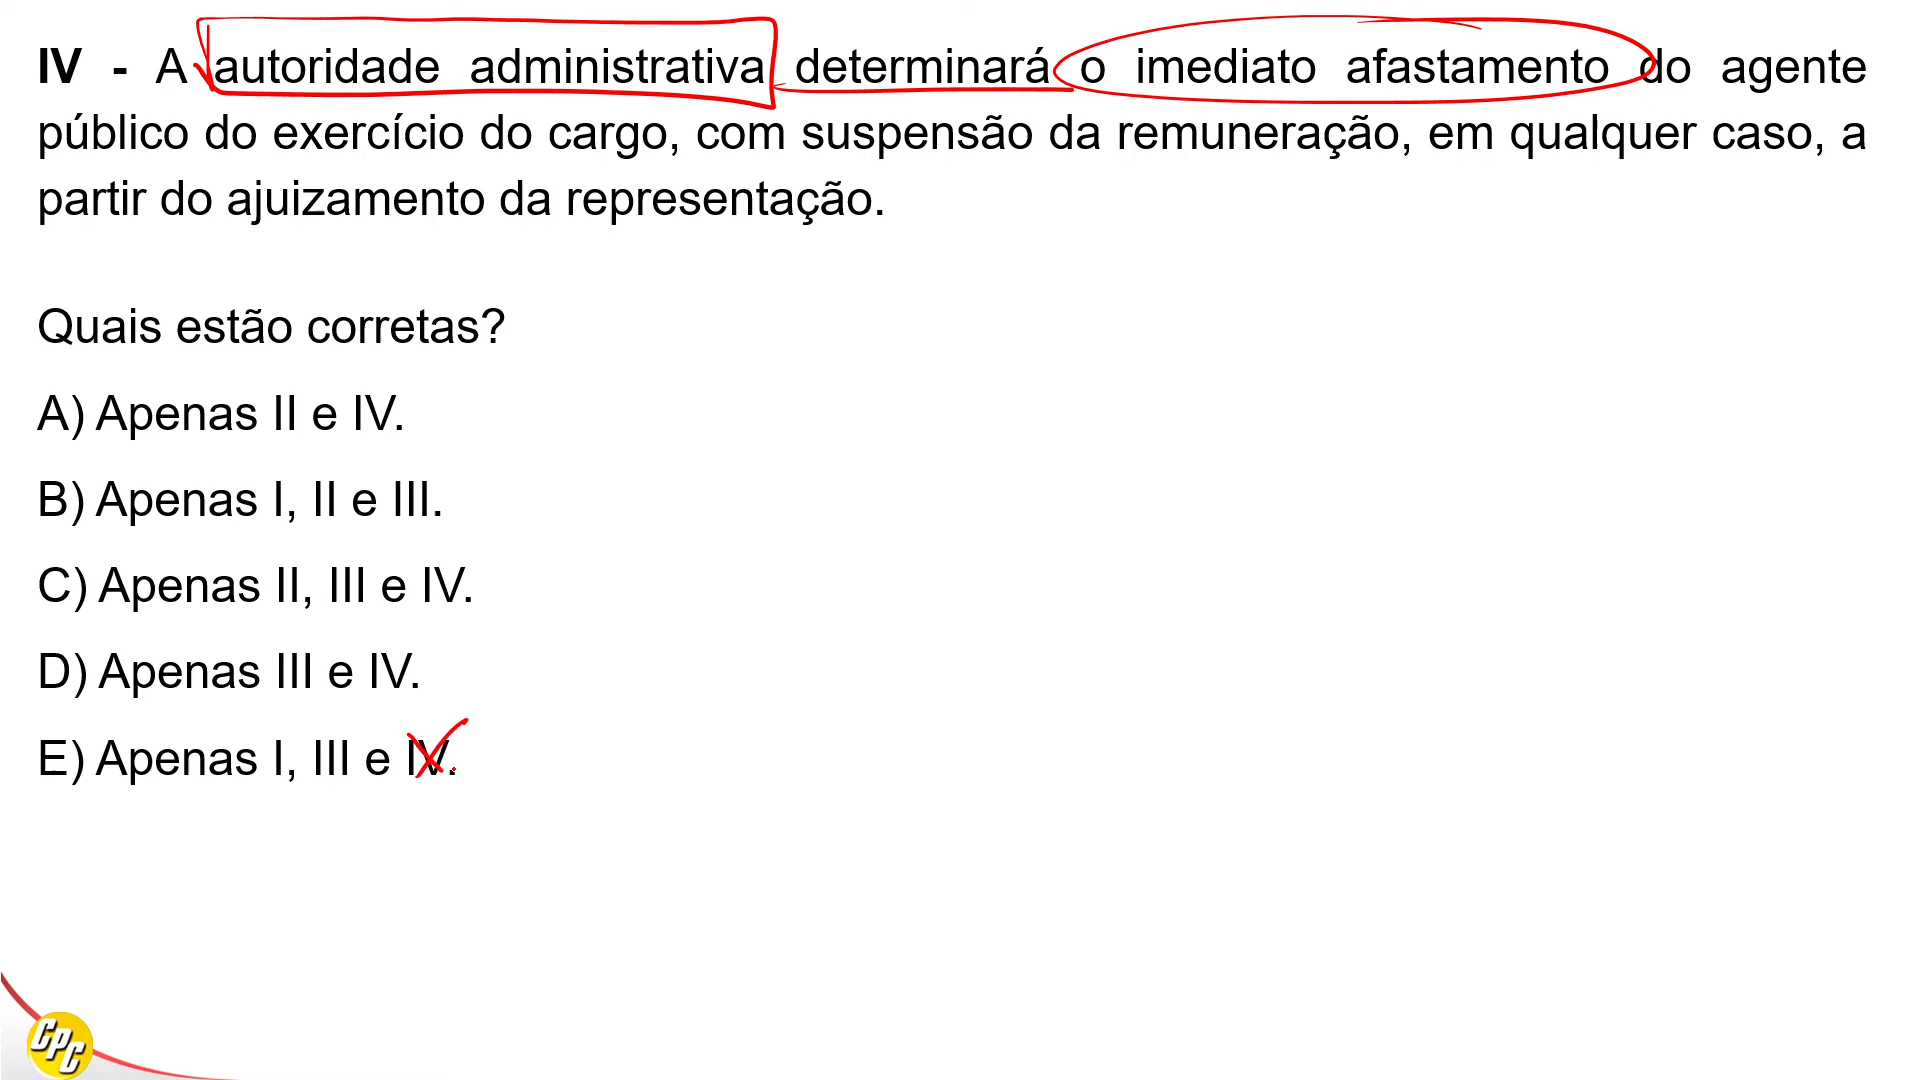 IV - A autoridade administrativa determinará o imediato afastamento do agente
público do exercício do cargo, com suspensão da remuneração, em qualquer caso, a
partir do ajuizamento da representação.
Quais estão corretas?
A) Apenas II e IV.
B) Apenas I, II e III.
C) Apenas II, III e IV.
D) Apenas III e IV.
E) Apenas I, III e IV.
CPC